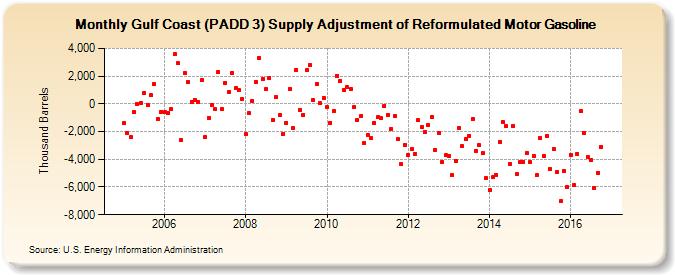 Monthly Gulf Coast (PADD 3) Supply Adjustment of Reformulated Motor Gasoline
Thousand Barrels
4,000
2,000
0
-2,000
-4,000
-6,000
-8,000
2006 2008 2010 2012 2014 2016
Source: U.S. Energy Information Administration